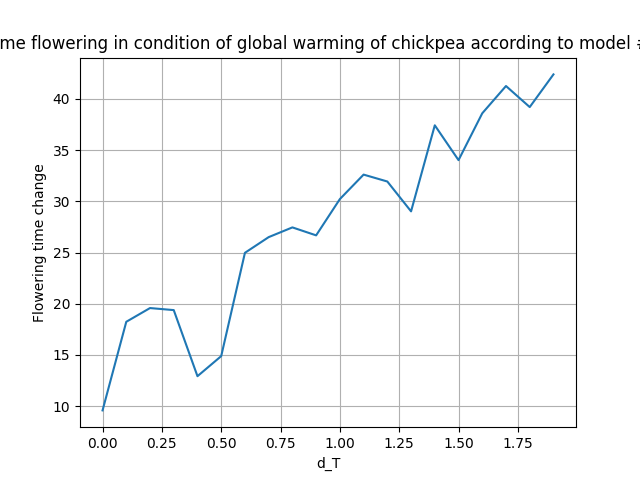 me flowering in condition of global warming of chickpea according to model #
Flowering time change
40
35
30
25
20
15
10
0.00 0.25 0.50 0.75 1.00 1.25 1.50 1.75
d_T